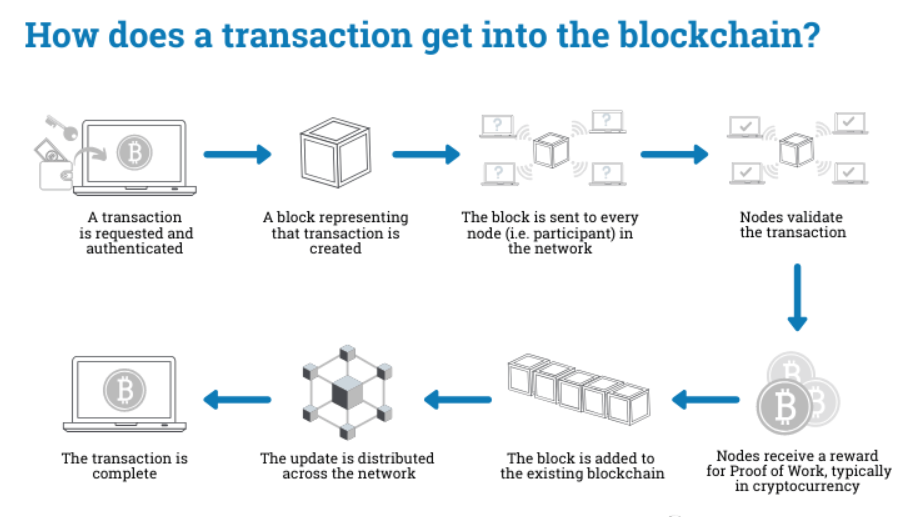 How does a transaction get into the blockchain?
A transaction
is requested and
authenticated
A block representing
that transaction is
created
The block is sent to every
node (i.e. participant) in
the network
Nodes validate
the transaction
Nodes receive a reward
for Proof of Work, typically
in cryptocurrency
The block is added to
the existing blockchain
The update is distributed
across the network
The transaction is
complete